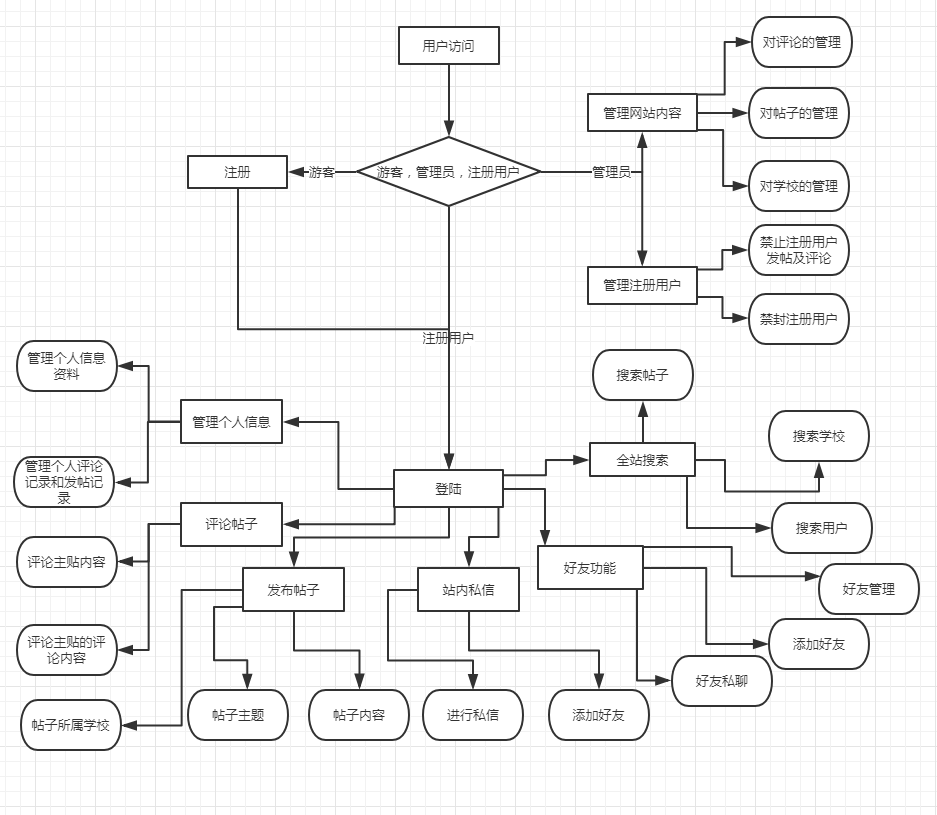 用户访问
对评论的管理
管理网站内容
对帖子的管理
注册
游客
游客，管理员，注册用户
管理员
对学校的管理
禁止注册用户
发帖及评论
管理注册用户
禁封注册用户
注册用户
管理个人信息
资料
搜索帖子
管理个人信息
搜索学校
全站搜索
管理个人评论
记录和发帖记
录
登陆
评论帖子
搜索用户
评论主贴内容
发布帖子
站内私信
好友功能
好友管理
评论主贴的评
论内容
添加好友
好友私聊
帖子所属学校
帖子主题
帖子内容
进行私信
添加好友